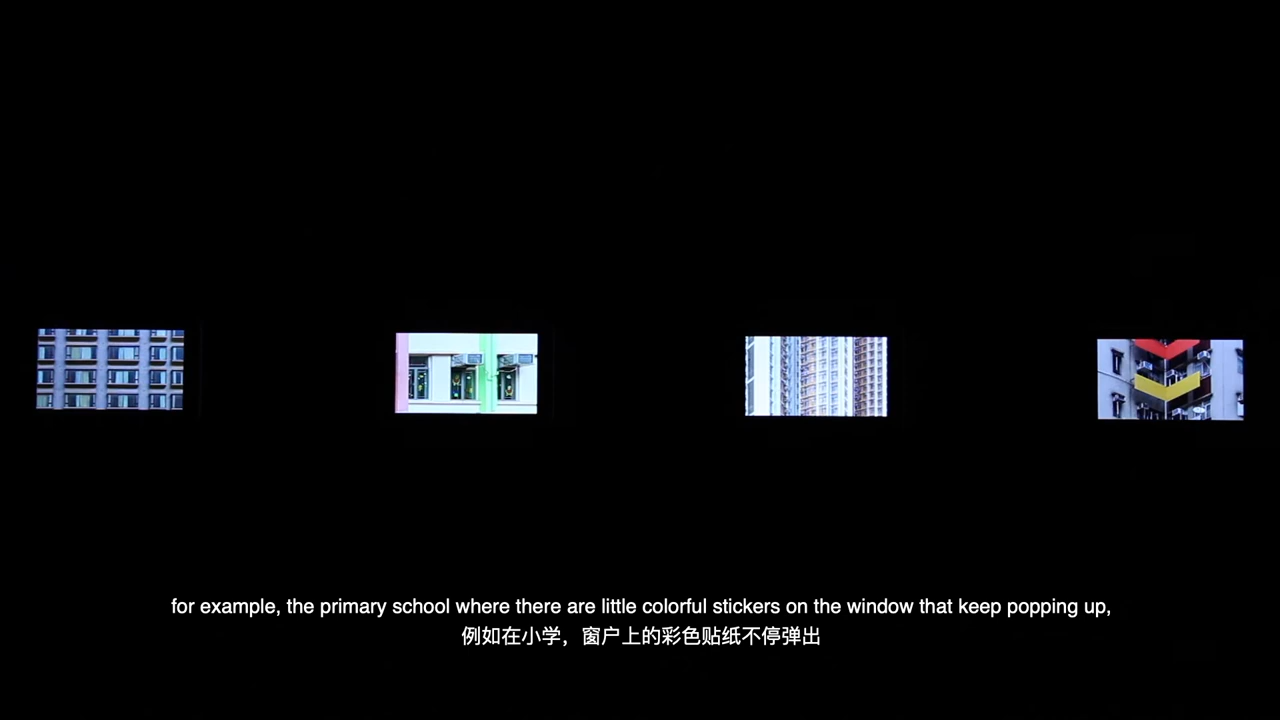 for example, the primary school where there are little colorful stickers on the window that keep popping up,
例如在小学，窗户上的彩色贴纸不停弹出